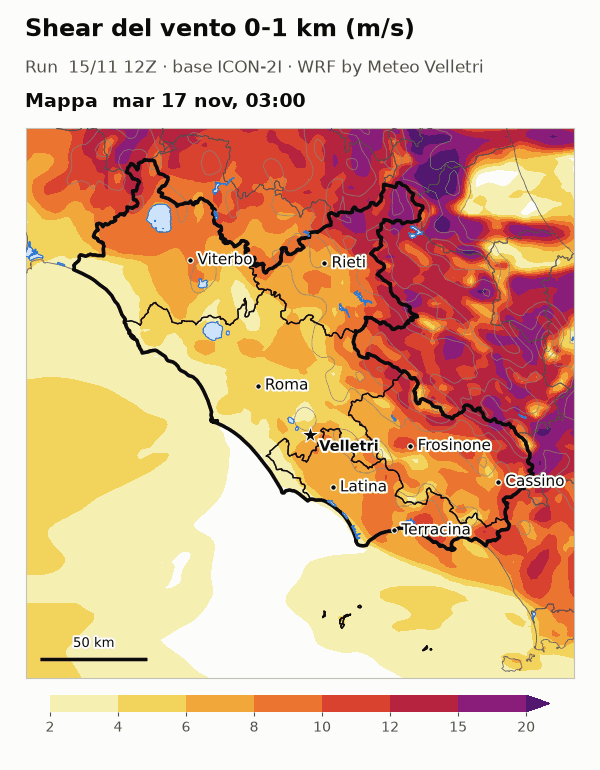 Shear del vento 0-1 km (m/s)
Run 15/11 12Z · base ICON-2I · WRF by Meteo Velletri
Mappa mar 17 nov, 03:00
Viterbo
Rieti
Roma
Velletri
Frosinone
Cassino
Latina
Terracina
50 km
2 4 6 8 10 12 15 20